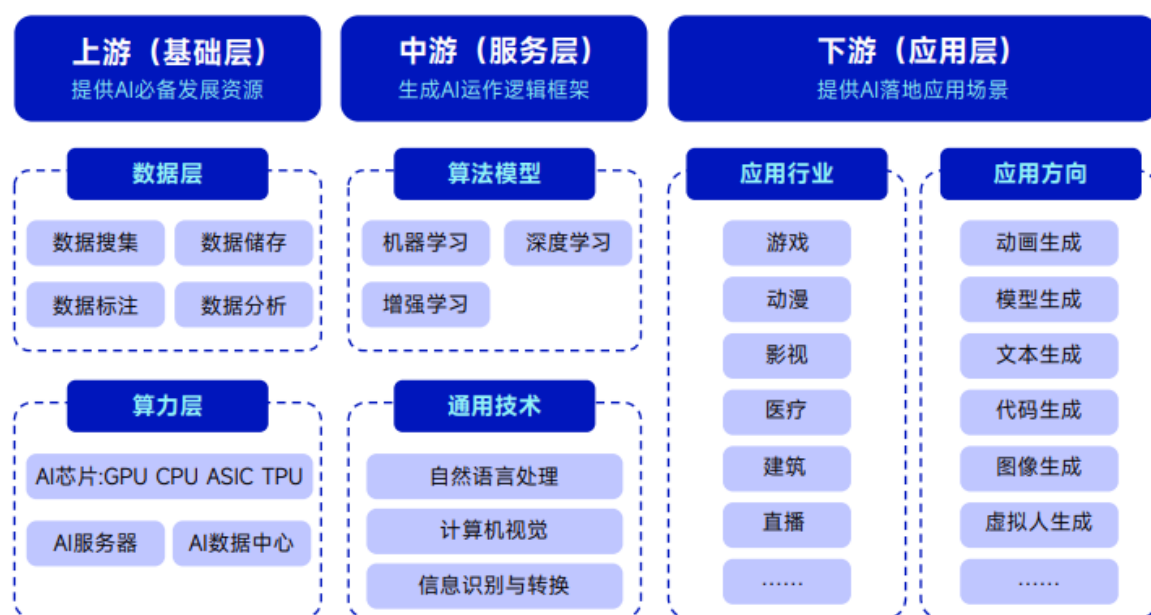 上游（基础层）
提供AI必备发展资源
数据层
数据搜集 数据储存
数据标注 数据分析
算力层
AI芯片:GPU CPU ASIC TPU
AI服务器 AI数据中心
中游（服务层）
生成AI运作逻辑框架
算法模型
机器学习 深度学习
增强学习
通用技术
自然语言处理
计算机视觉
信息识别与转换
下游（应用层）
提供AI落地应用场景
应用行业
游戏
动漫
影视
医疗
建筑
直播
……
应用方向
动画生成
模型生成
文本生成
代码生成
图像生成
虚拟人生成
……